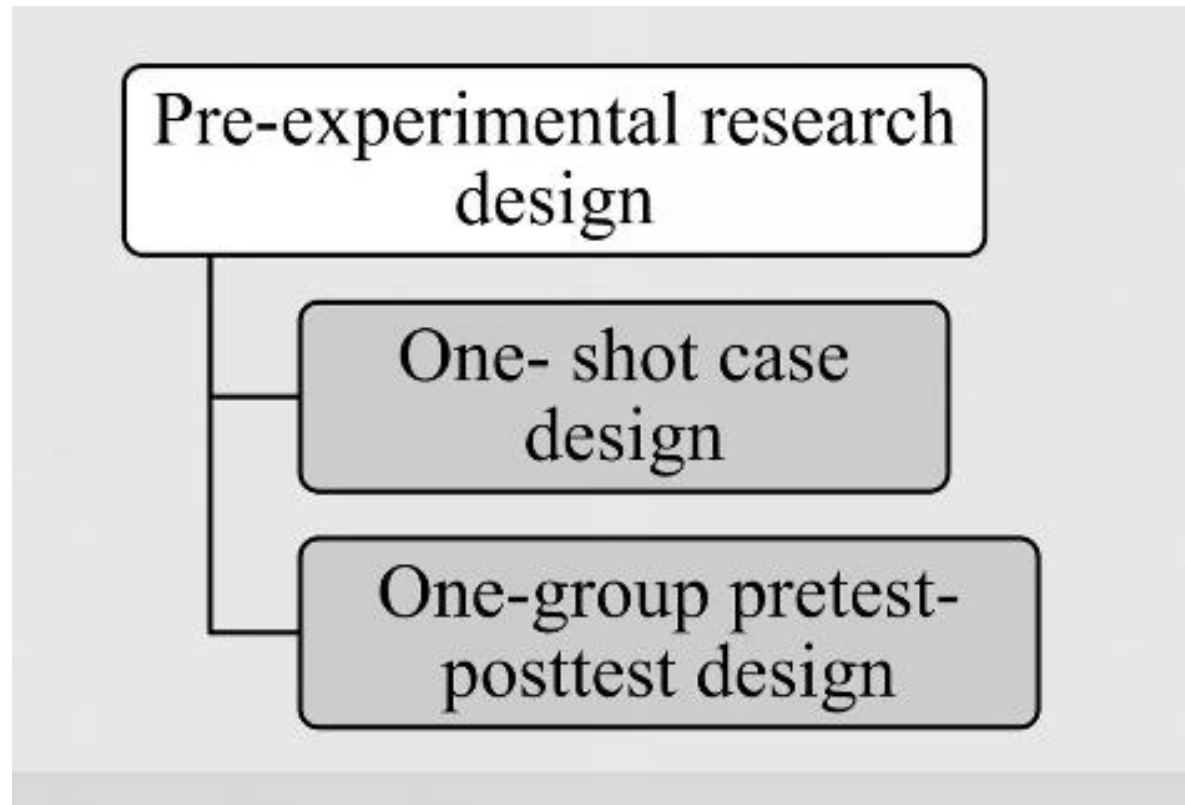 Pre-experimental research
design
One- shot case
design
One-group pretest-
posttest design